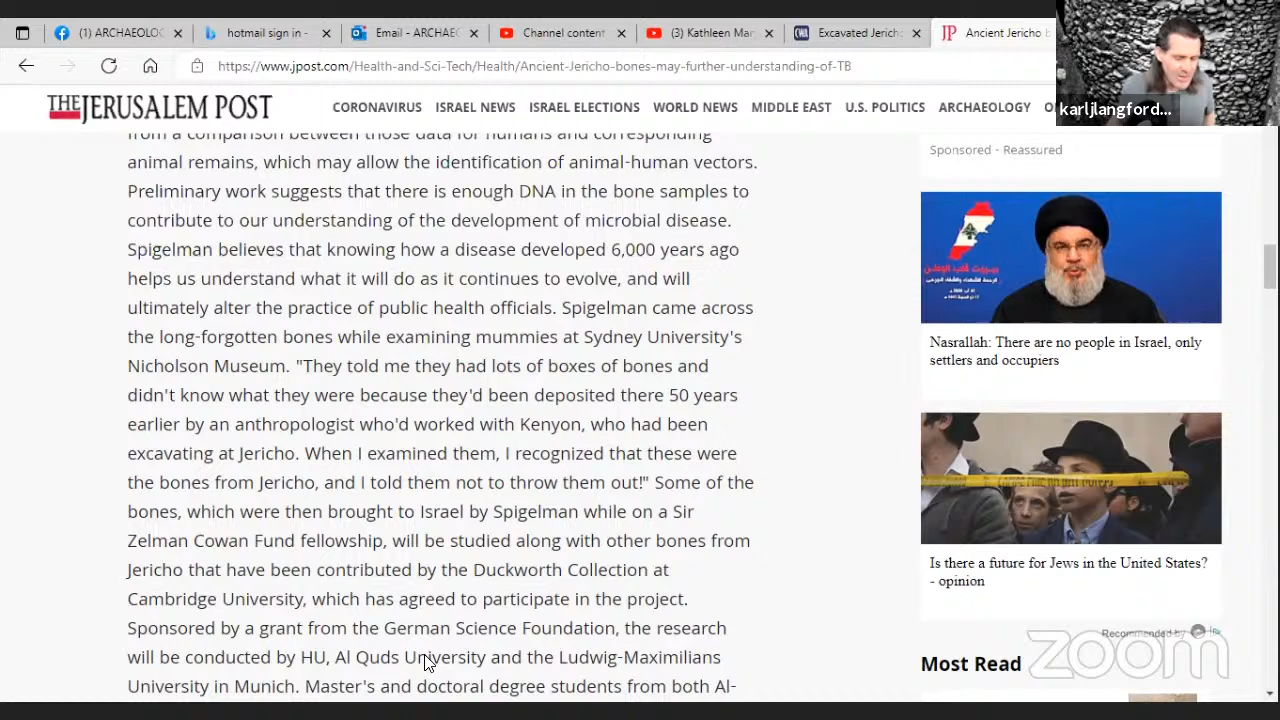 (1) ARCHAEOLO
hotmail sign in -
Email - ARCHAE
Channel content
(3) Kathleen Mar
CWA
Excavated Jericho
JP
Ancient Jericho b
https://www.jpost.com/Health-and-Sci-Tech/Health/Ancient-Jericho-bones-may-further-understanding-of-TB
karljlangford...
THE JERUSALEM POST
CORONAVIRUS ISRAEL NEWS ISRAEL ELECTIONS WORLD NEWS MIDDLE EAST U.S. POLITICS ARCHAEOLOGY O
from a comparison between those data for humans and corresponding
animal remains, which may allow the identification of animal-human vectors.
Preliminary work suggests that there is enough DNA in the bone samples to
contribute to our understanding of the development of microbial disease.
Spigelman believes that knowing how a disease developed 6,000 years ago
helps us understand what it will do as it continues to evolve, and will
ultimately alter the practice of public health officials. Spigelman came across
the long-forgotten bones while examining mummies at Sydney University's
Nicholson Museum. "They told me they had lots of boxes of bones and
didn't know what they were because they'd been deposited there 50 years
earlier by an anthropologist who'd worked with Kenyon, who had been
excavating at Jericho. When I examined them, I recognized that these were
the bones from Jericho, and I told them not to throw them out!" Some of the
bones, which were then brought to Israel by Spigelman while on a Sir
Zelman Cowan Fund fellowship, will be studied along with other bones from
Jericho that have been contributed by the Duckworth Collection at
Cambridge University, which has agreed to participate in the project.
Sponsored by a grant from the German Science Foundation, the research
will be conducted by HU, Al Quds University and the Ludwig-Maximilians
University in Munich. Master's and doctoral degree students from both Al-
Sponsored - Reassured
Nasrallah: There are no people in Israel, only
settlers and occupiers
Is there a future for Jews in the United States?
- opinion
Recommended by
zoom
Most Read